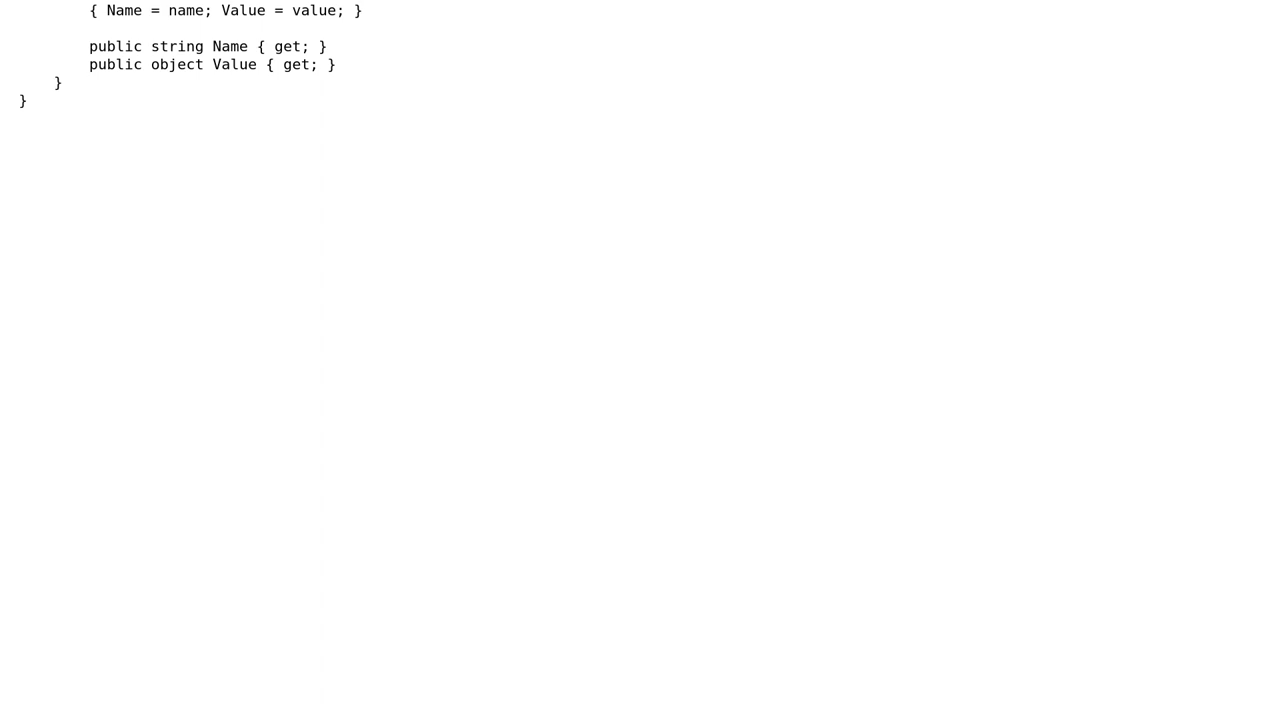 { Name = name; Value = value; }

        public string Name { get; }
        public object Value { get; }
    }
}